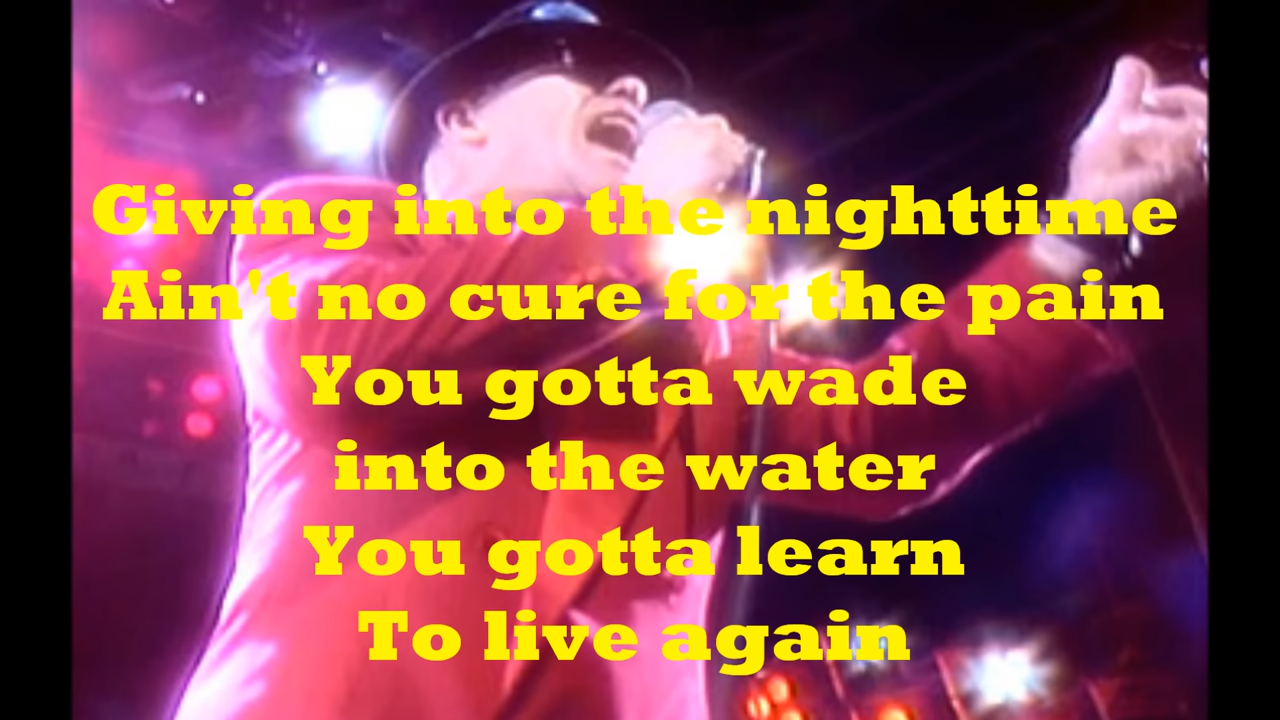 Giving into the nighttime
Ain't no cure for the pain
You gotta wade
into the water
You gotta learn
To live again